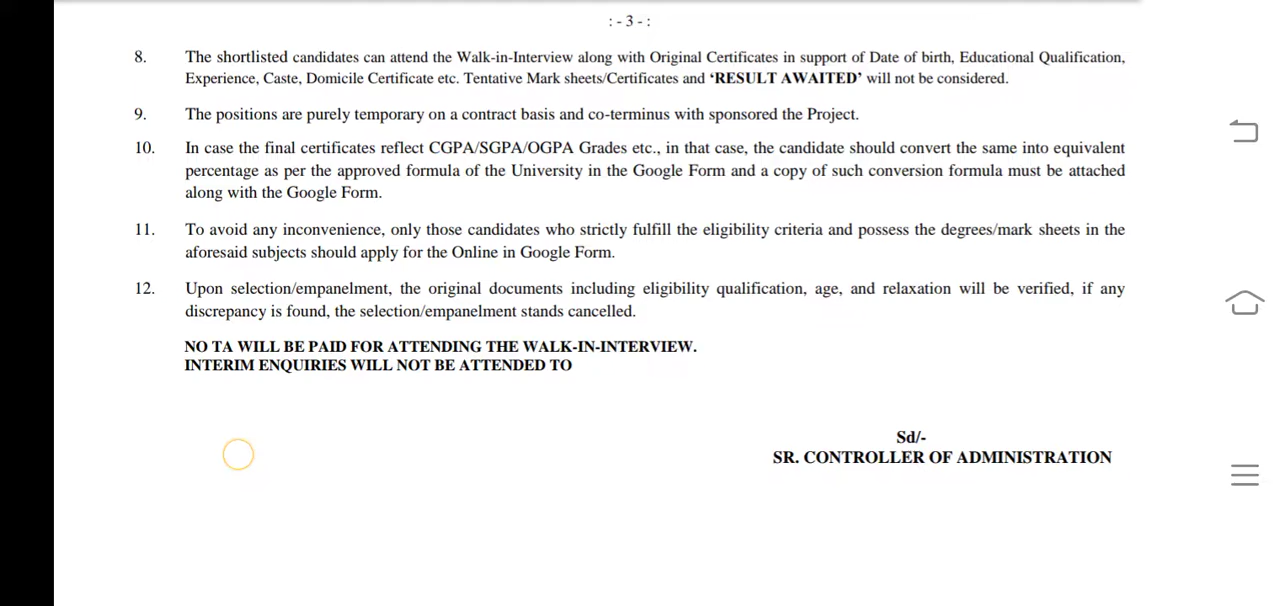 : - 3 - :
8. The shortlisted candidates can attend the Walk-in-Interview along with Original Certificates in support of Date of birth, Educational Qualification,
Experience, Caste, Domicile Certificate etc. Tentative Mark sheets/Certificates and ‘RESULT AWAITED’ will not be considered.
9. The positions are purely temporary on a contract basis and co-terminus with sponsored the Project.
10. In case the final certificates reflect CGPA/SGPA/OGPA Grades etc., in that case, the candidate should convert the same into equivalent
percentage as per the approved formula of the University in the Google Form and a copy of such conversion formula must be attached
along with the Google Form.
11. To avoid any inconvenience, only those candidates who strictly fulfill the eligibility criteria and possess the degrees/mark sheets in the
aforesaid subjects should apply for the Online in Google Form.
12. Upon selection/empanelment, the original documents including eligibility qualification, age, and relaxation will be verified, if any
discrepancy is found, the selection/empanelment stands cancelled.
NO TA WILL BE PAID FOR ATTENDING THE WALK-IN-INTERVIEW.
INTERIM ENQUIRIES WILL NOT BE ATTENDED TO
Sd/-
SR. CONTROLLER OF ADMINISTRATION